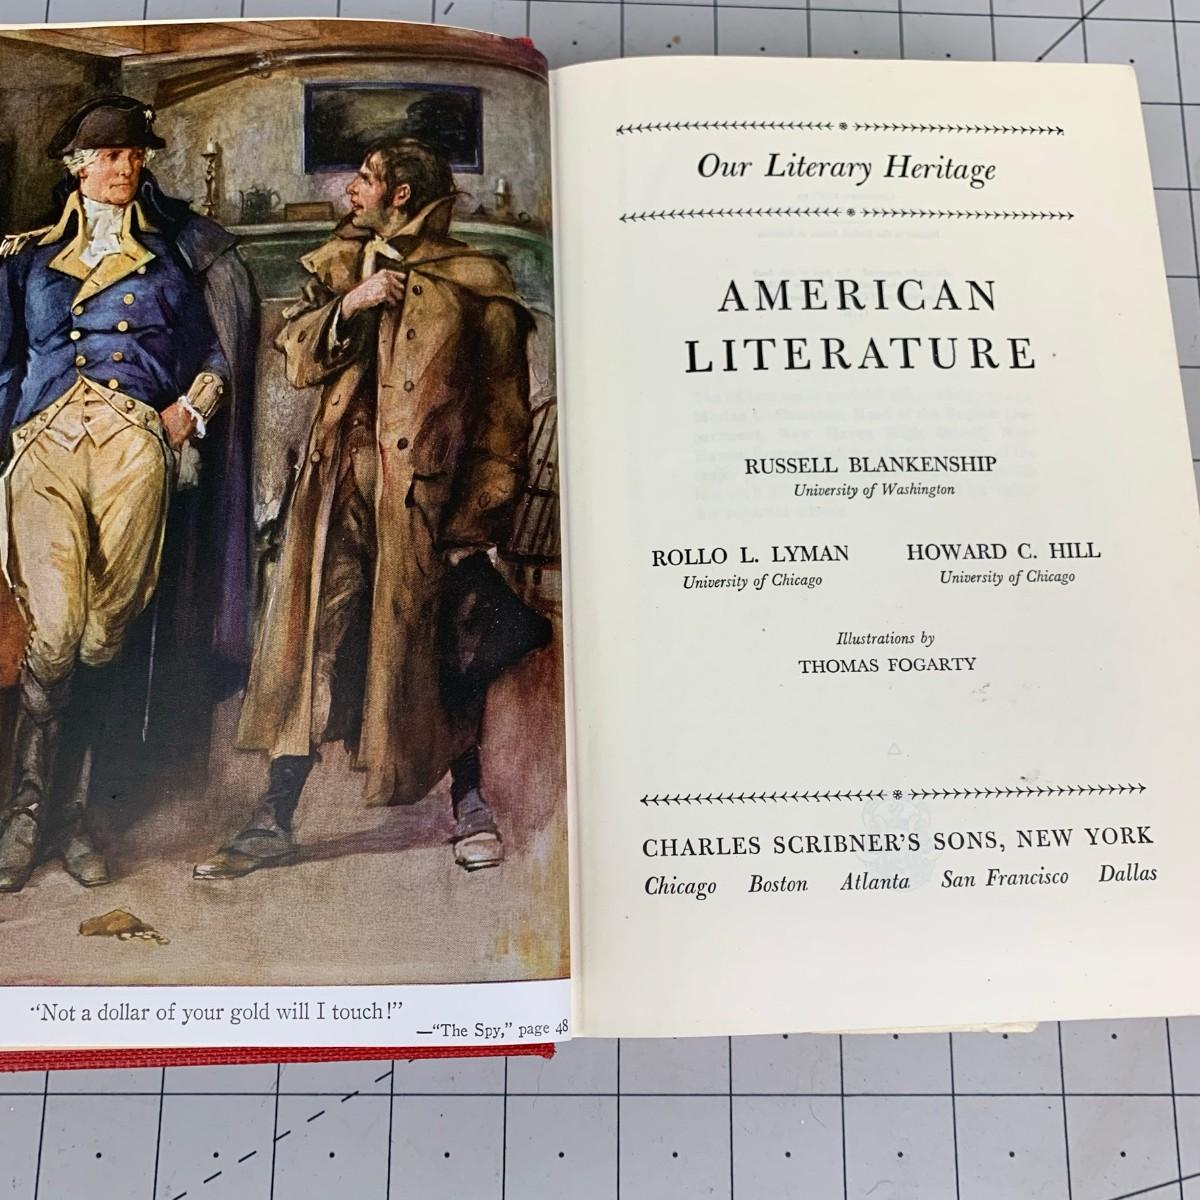 "Not a dollar of your gold will I touch!"
—"The Spy," page 48
Our Literary Heritage
AMERICAN
LITERATURE
RUSSELL BLANKENSHIP
University of Washington
ROLLO L. LYMAN HOWARD C. HILL
University of Chicago University of Chicago
Illustrations by
THOMAS FOGARTY
CHARLES SCRIBNER'S SONS, NEW YORK
Chicago Boston Atlanta San Francisco Dallas